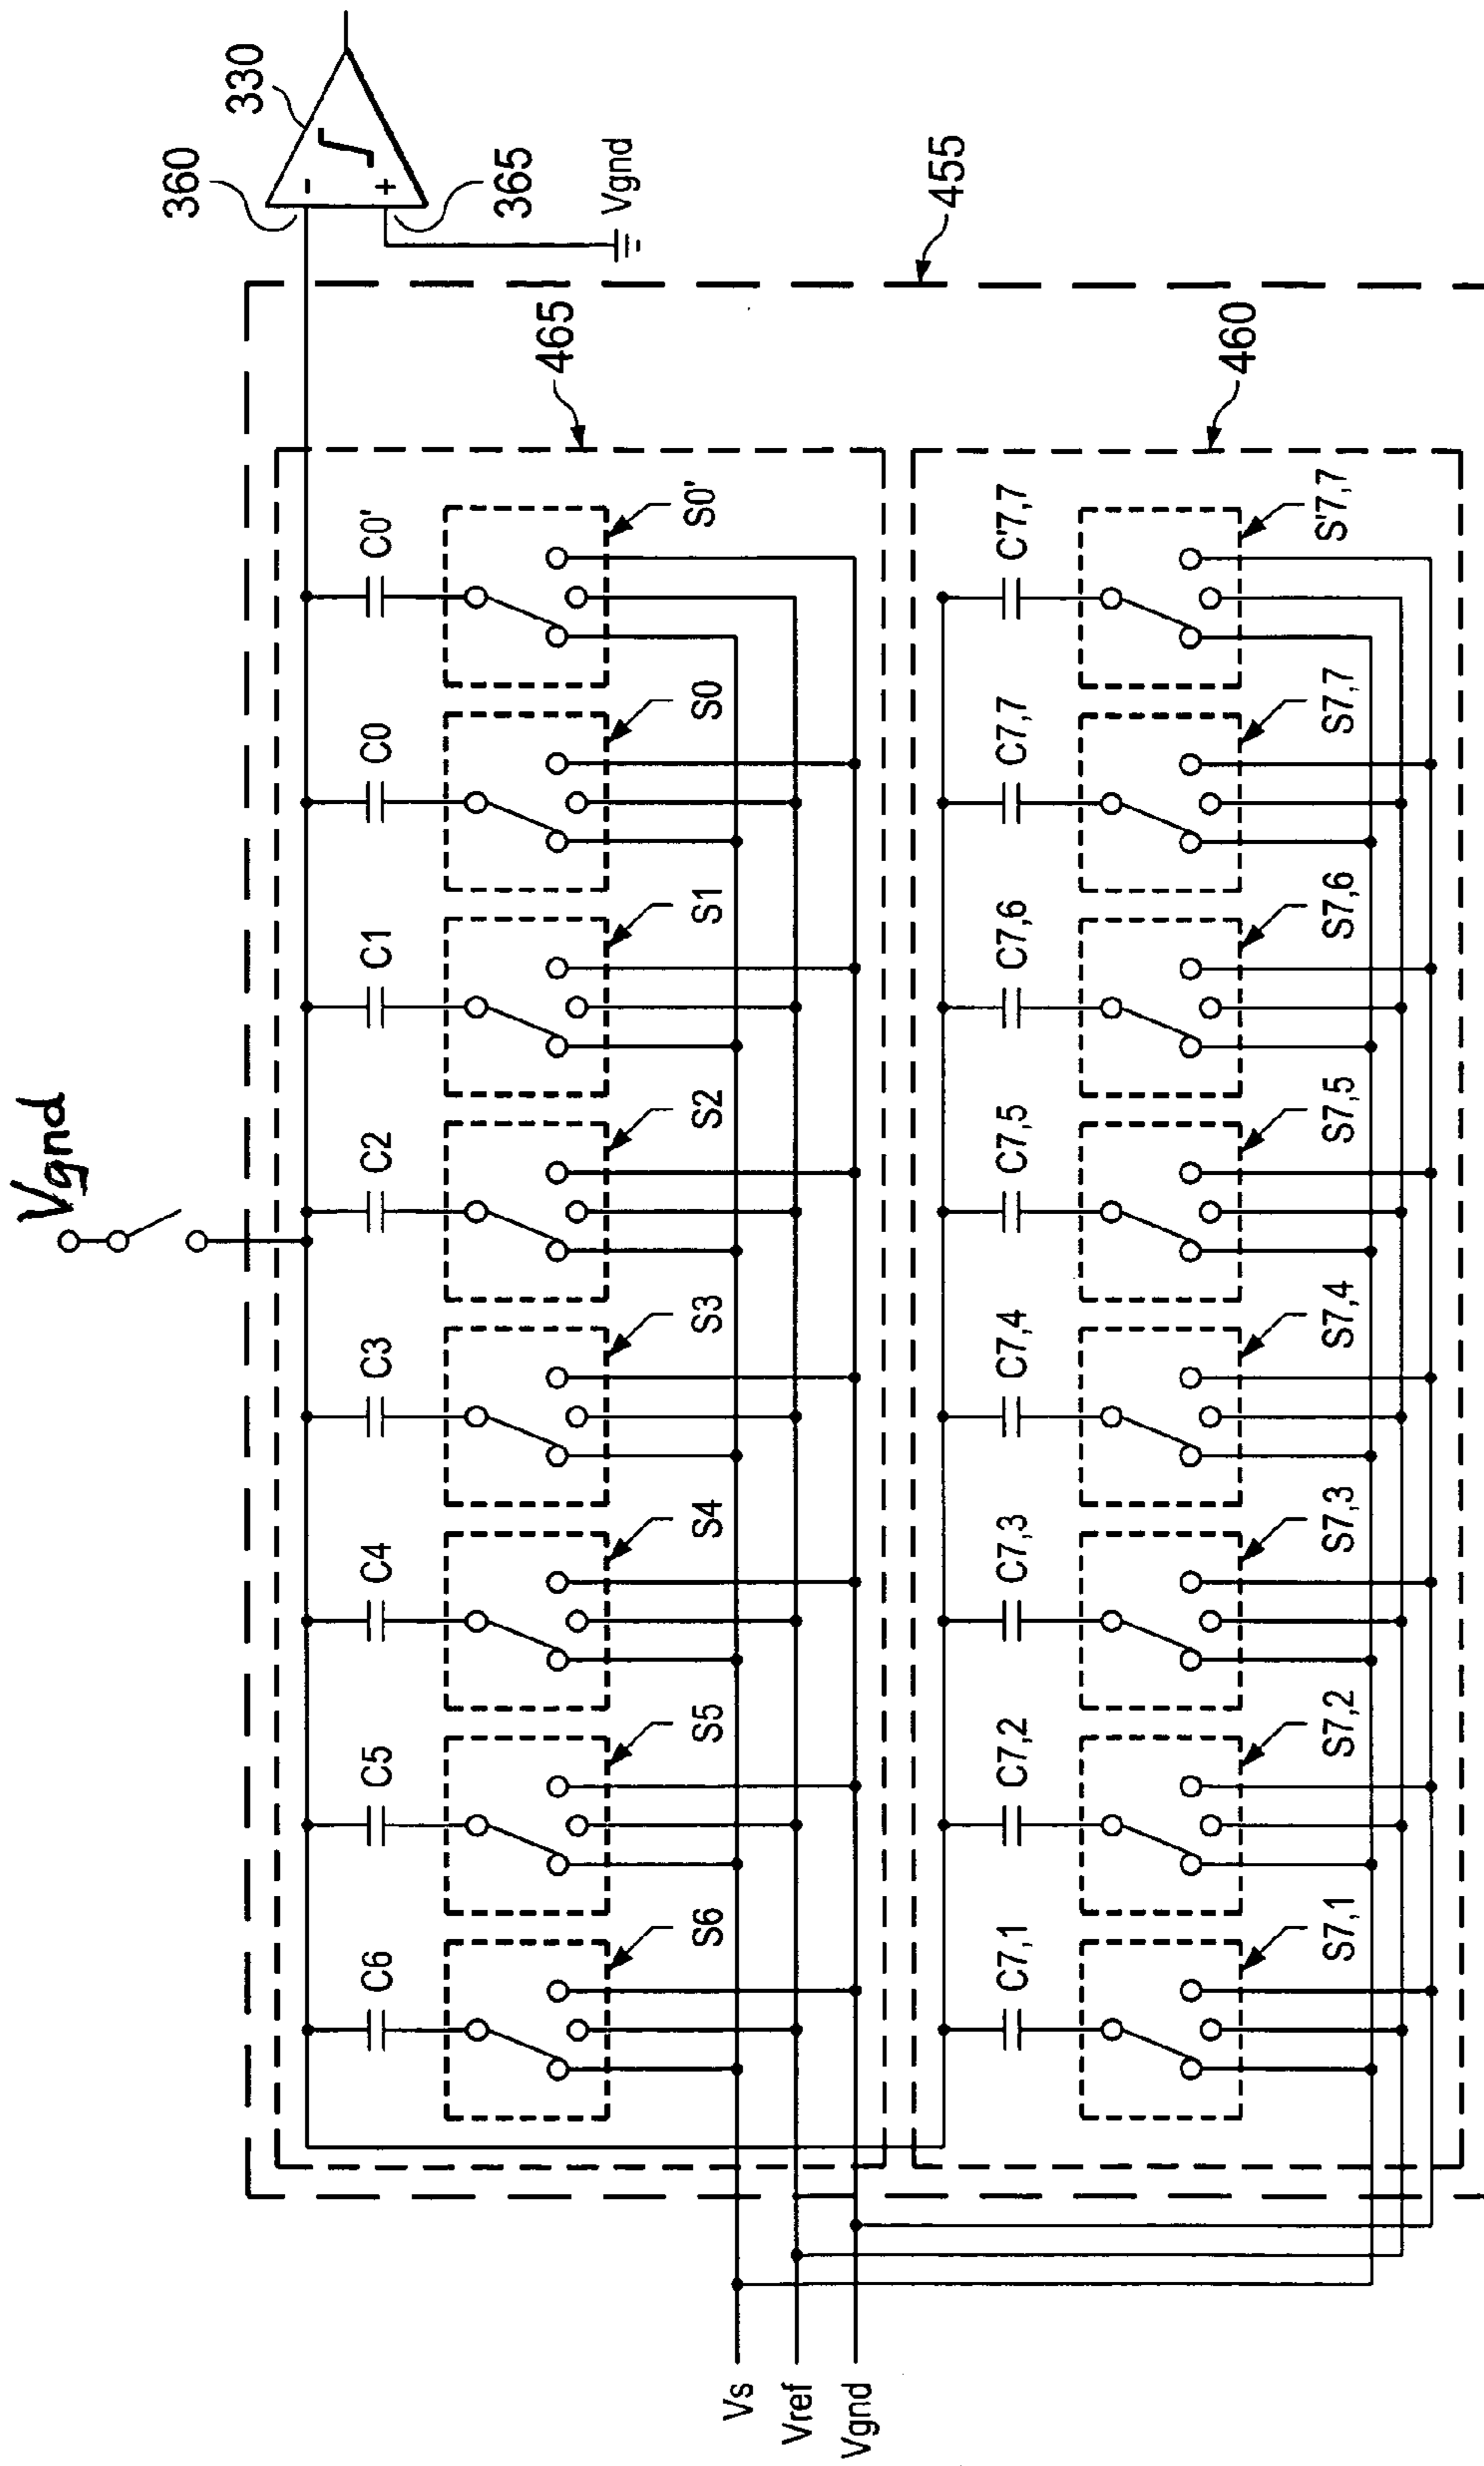 Vgnd
360
330
-
+
365
Vgnd
455
465
C6
C5
C4
C3
C2
C1
C0
C0'
S6
S5
S4
S3
S2
S1
S0
S0'
Vs
Vref
Vgnd
460
C7,1
C7,2
C7,3
C7,4
C7,5
C7,6
C7,7
C'7,7
S7,1
S7,2
S7,3
S7,4
S7,5
S7,6
S7,7
S'7,7